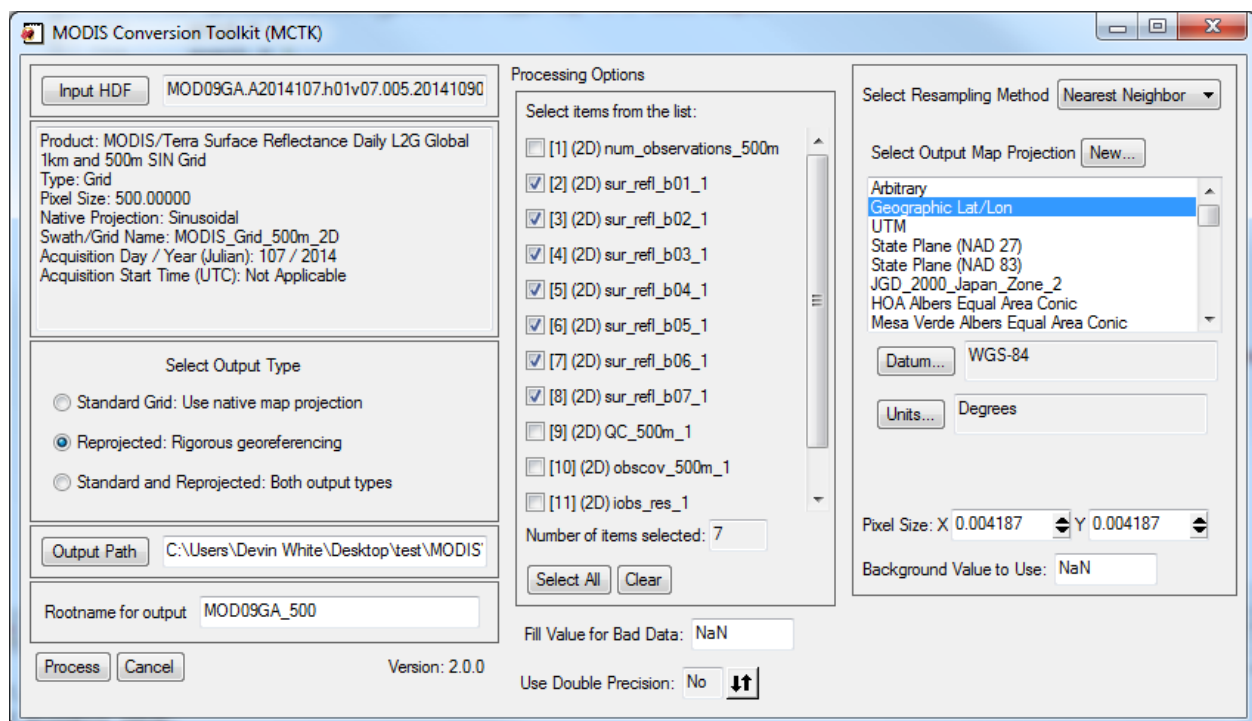 MODIS Conversion Toolkit (MCTK)
Input HDF MOD09GA.A2014107.h01v07.005.20141090
Product: MODIS/Terra Surface Reflectance Daily L2G Global
1km and 500m SIN Grid
Type: Grid
Pixel Size: 500.00000
Native Projection: Sinusoidal
Swath/Grid Name: MODIS_Grid_500m_2D
Acquisition Day / Year (Julian): 107 / 2014
Acquisition Start Time (UTC): Not Applicable
Select Output Type
Standard Grid: Use native map projection
Reprojected: Rigorous georeferencing
Standard and Reprojected: Both output types
Output Path C:\Users\Devin White\Desktop\test\MODIS
Rootname for output MOD09GA_500
Process Cancel Version: 2.0.0
Processing Options
Select items from the list:
[1] (2D) num_observations_500m
[2] (2D) sur_refl_b01_1
[3] (2D) sur_refl_b02_1
[4] (2D) sur_refl_b03_1
[5] (2D) sur_refl_b04_1
[6] (2D) sur_refl_b05_1
[7] (2D) sur_refl_b06_1
[8] (2D) sur_refl_b07_1
[9] (2D) QC_500m_1
[10] (2D) obscov_500m_1
[11] (2D) iobs_res_1
Number of items selected: 7
Select All Clear
Fill Value for Bad Data: NaN
Use Double Precision: No
Select Resampling Method Nearest Neighbor
Select Output Map Projection New...
Arbitrary
Geographic Lat/Lon
UTM
State Plane (NAD 27)
State Plane (NAD 83)
JGD_2000_Japan_Zone_2
HOA Albers Equal Area Conic
Mesa Verde Albers Equal Area Conic
Datum... WGS-84
Units... Degrees
Pixel Size: X 0.004187 Y 0.004187
Background Value to Use: NaN